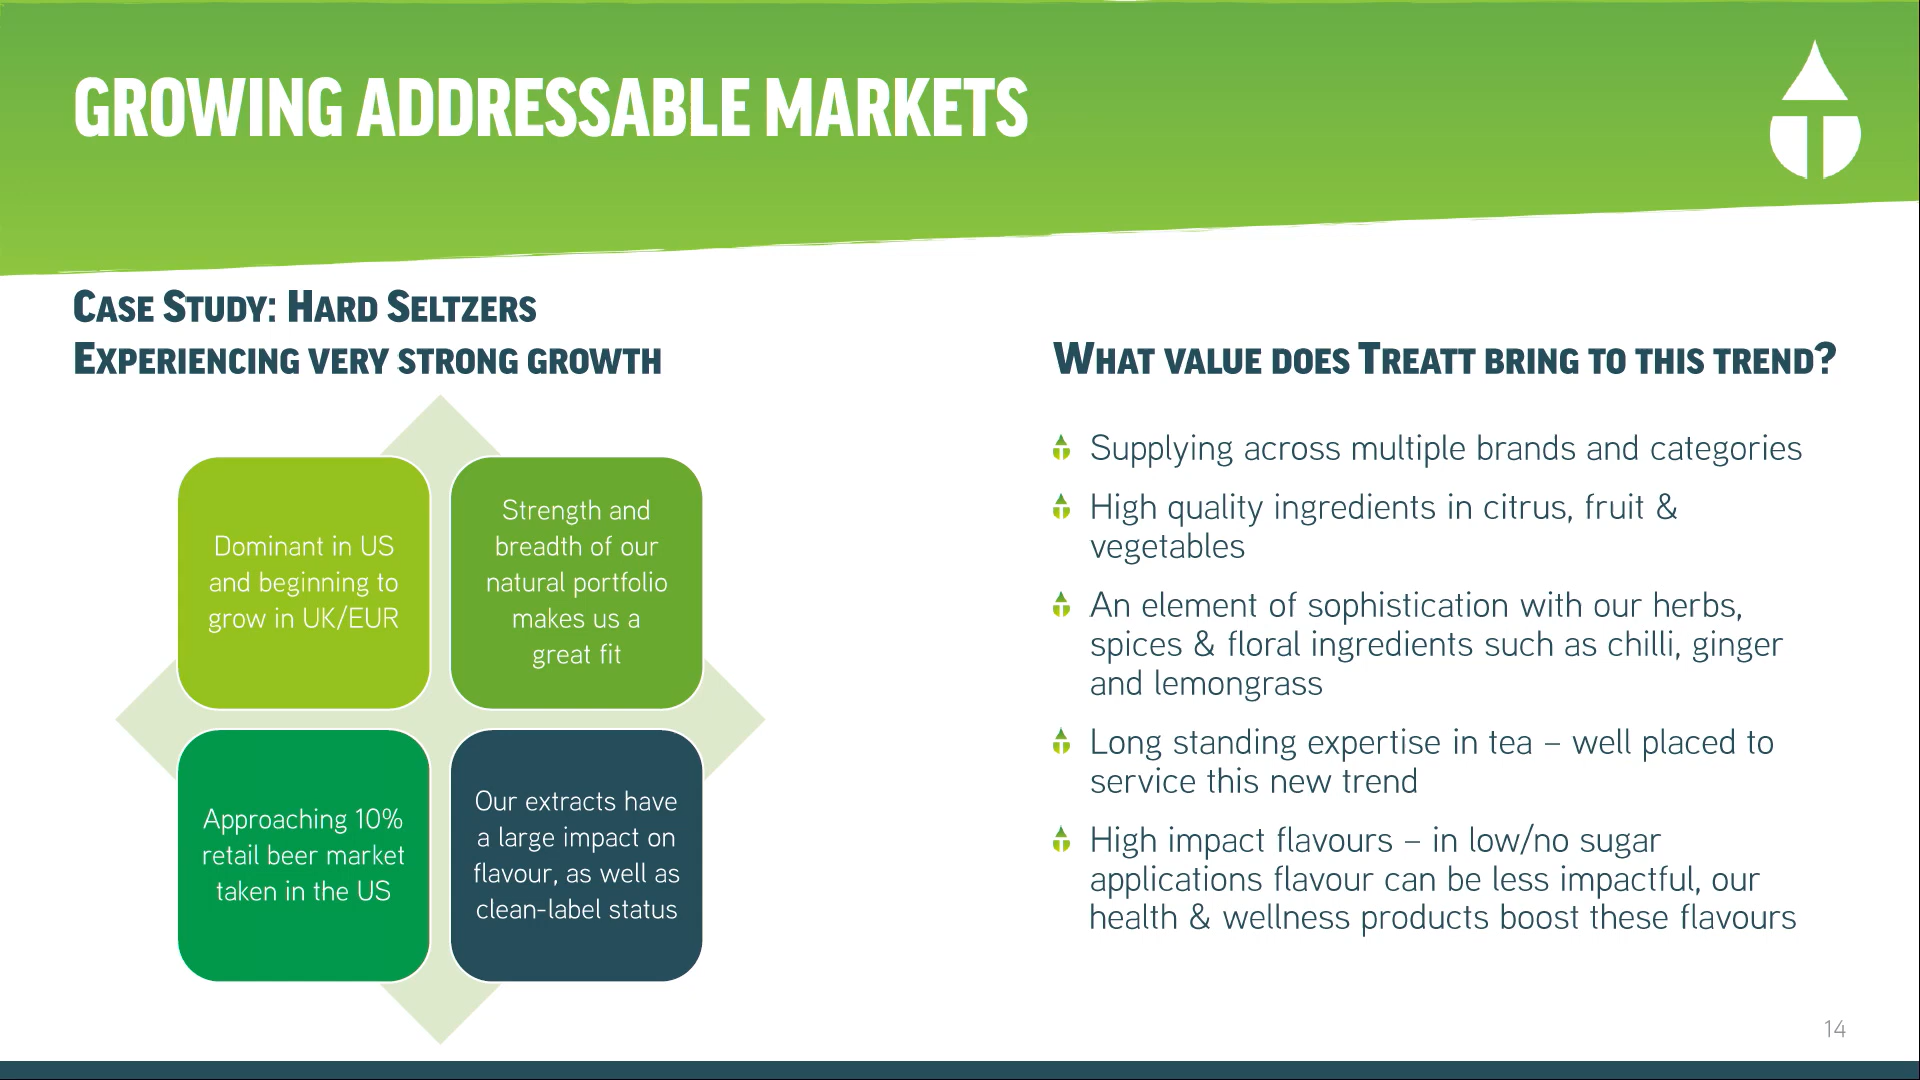 GROWING ADDRESSABLE MARKETS
CASE STUDY: HARD SELTZERS
EXPERIENCING VERY STRONG GROWTH
Dominant in US
and beginning to
grow in UK/EUR
Strength and
breadth of our
natural portfolio
makes us a
great fit
Approaching 10%
retail beer market
taken in the US
Our extracts have
a large impact on
flavour, as well as
clean-label status
WHAT VALUE DOES TREATT BRING TO THIS TREND?
Supplying across multiple brands and categories
High quality ingredients in citrus, fruit &
vegetables
An element of sophistication with our herbs,
spices & floral ingredients such as chilli, ginger
and lemongrass
Long standing expertise in tea – well placed to
service this new trend
High impact flavours – in low/no sugar
applications flavour can be less impactful, our
health & wellness products boost these flavours
14